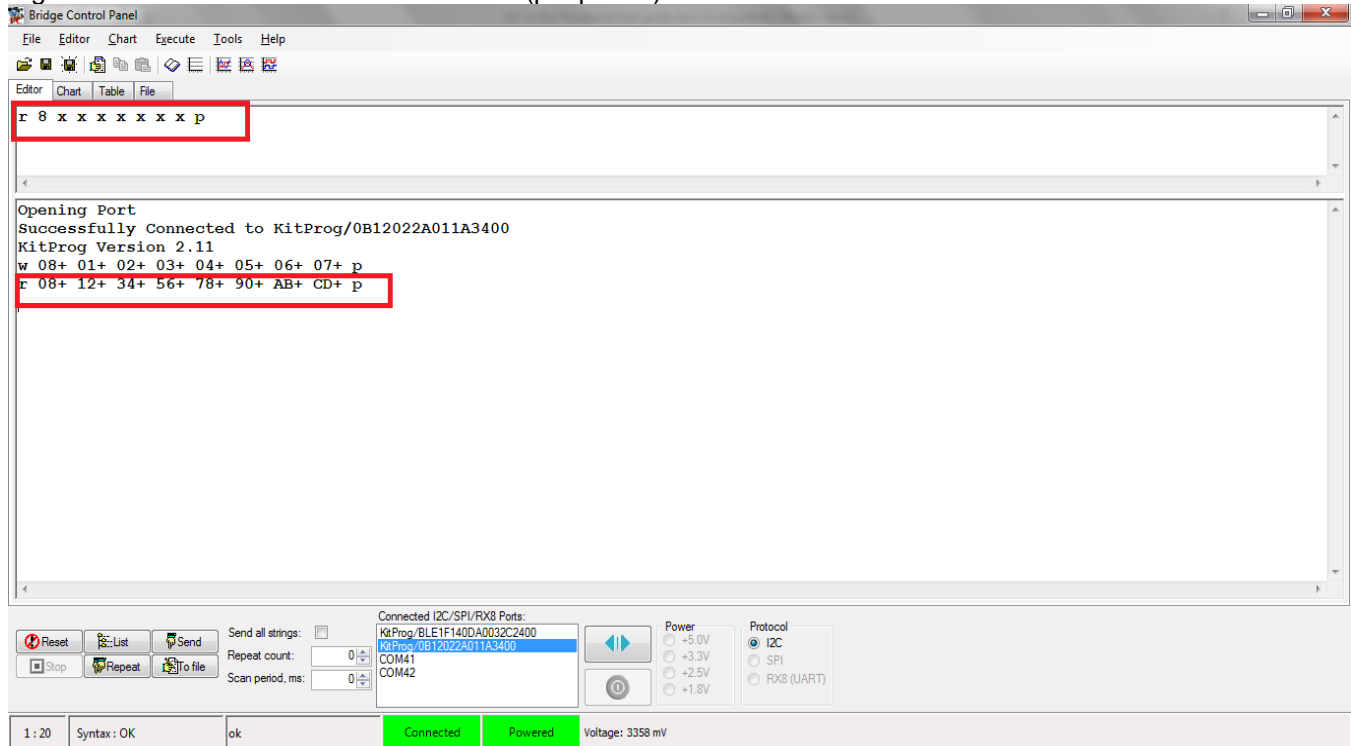 Bridge Control Panel
File Editor Chart Execute Tools Help
Editor Chart Table File
r 8 x x x x x x x p
Opening Port
Successfully Connected to KitProg/0B12022A011A3400
KitProg Version 2.11
w 08+ 01+ 02+ 03+ 04+ 05+ 06+ 07+ p
r 08+ 12+ 34+ 56+ 78+ 90+ AB+ CD+ p
Connected I2C/SPI/RX8 Ports:
Reset List Send
Stop Repeat To file
Send all strings:
Repeat count: 0
Scan period, ms: 0
KitProg/BLE1F140DA0032C2400
KitProg/0B12022A011A3400
COM41
COM42
Power
+5.0V
+3.3V
+2.5V
+1.8V
Protocol
I2C
SPI
RX8 (UART)
1 : 20 Syntax : OK ok Connected Powered Voltage: 3358 mV